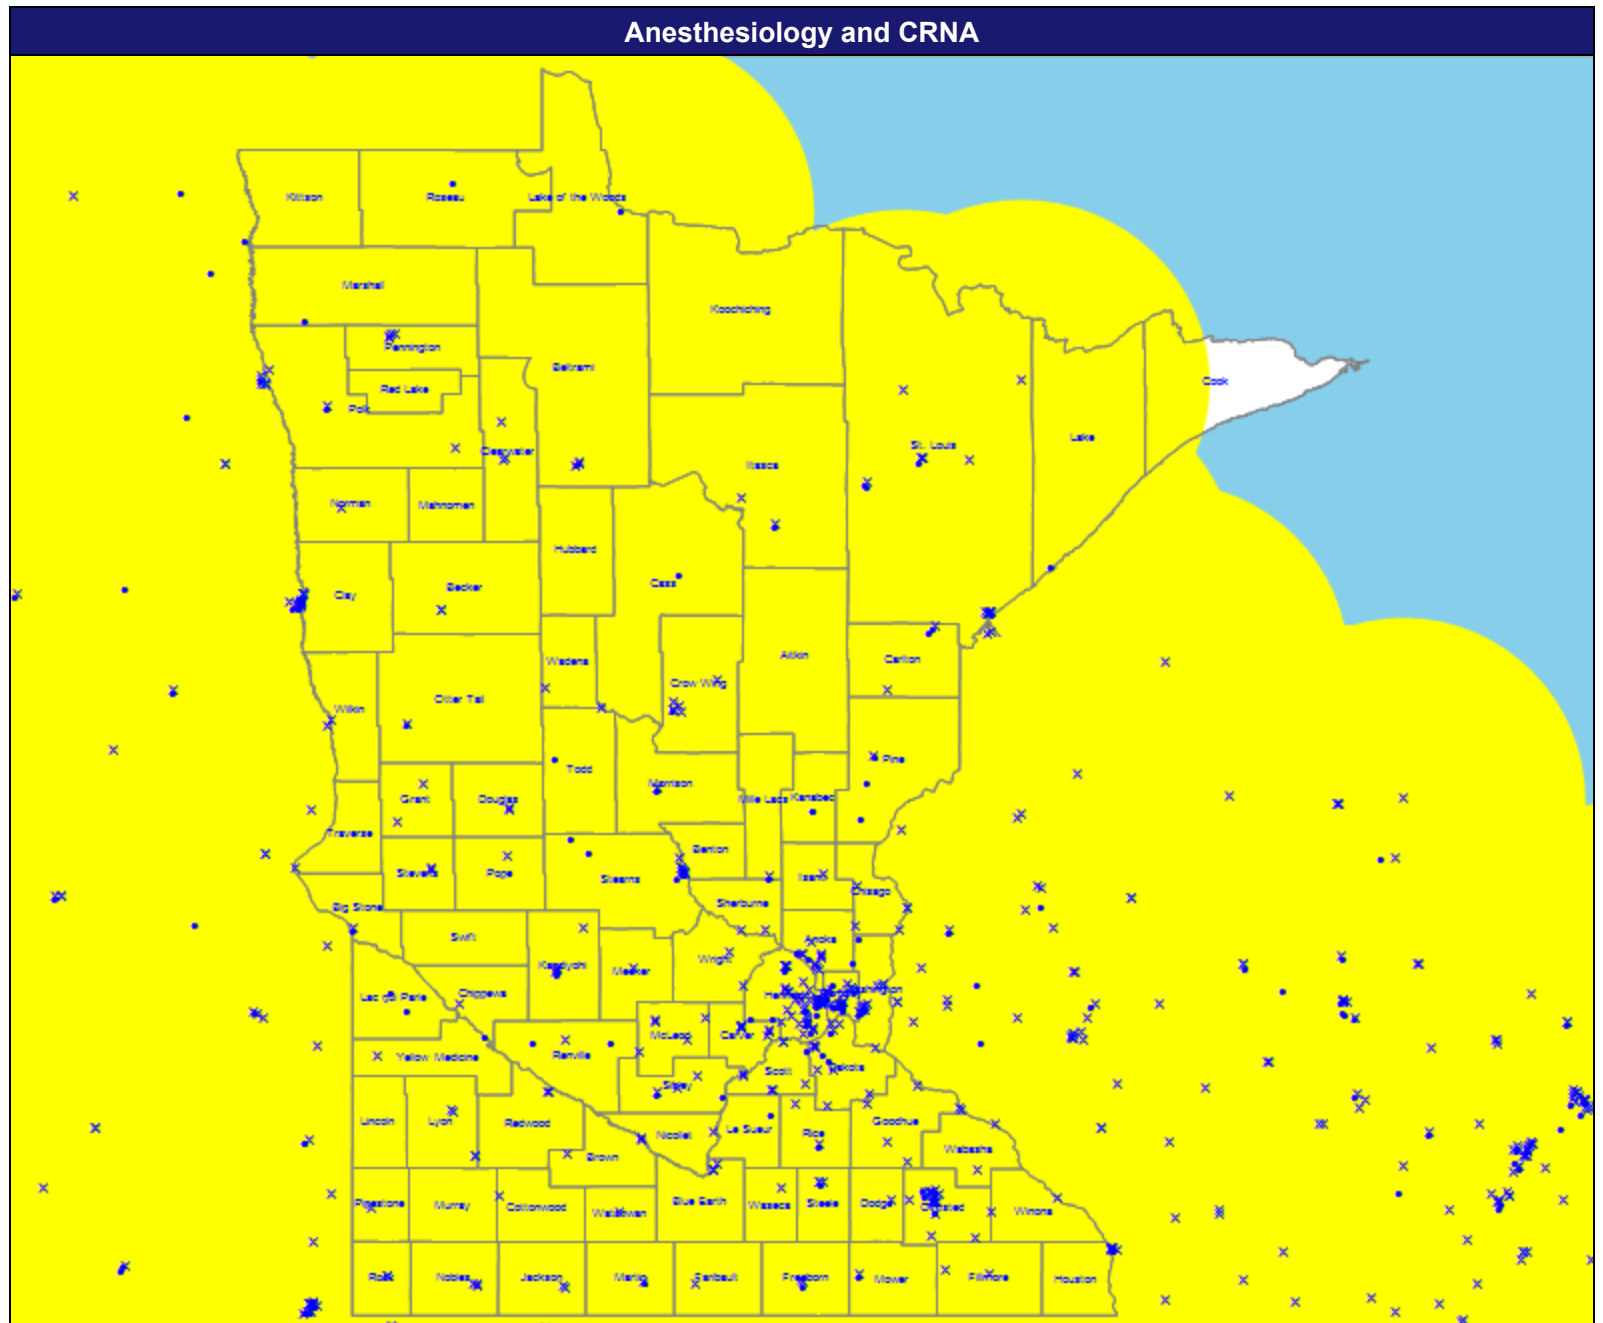 Anesthesiology and CRNA
Kittson
Roseau
Lake of the Woods
Marshall
Koochiching
Pennington
Beltrami
Red Lake
Cook
Polk
Lake
St. Louis
Clearwater
Itasca
Norman
Mahnomen
Hubbard
Cass
Becker
Clay
Aitkin
Carlton
Wadena
Crow Wing
Otter Tail
Wilkin
Pine
Todd
Morrison
Grant
Douglas
Mille Lacs
Kanabec
Traverse
Benton
Stevens
Pope
Stearns
Isanti
Chisago
Sherburne
Big Stone
Swift
Anoka
Wright
Kandiyohi
Meeker
Lac qui Parle
Chippewa
McLeod
Carver
Yellow Medicine
Renville
Scott
Dakota
Sibley
Lincoln
Lyon
Redwood
Le Sueur
Goodhue
Nicollet
Rice
Wabasha
Brown
Pipestone
Murray
Cottonwood
Watonwan
Blue Earth
Waseca
Steele
Dodge
Olmsted
Winona
Rock
Nobles
Jackson
Martin
Faribault
Freeborn
Mower
Fillmore
Houston